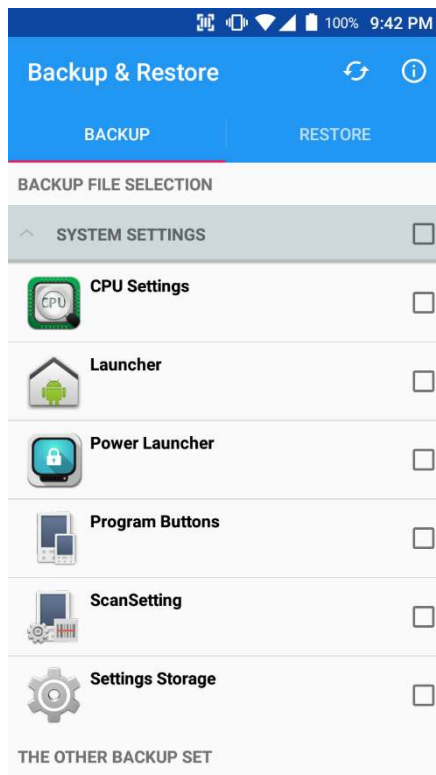 100% 9:42 PM
Backup & Restore
BACKUP RESTORE
BACKUP FILE SELECTION
SYSTEM SETTINGS
CPU
CPU Settings
Launcher
Power Launcher
Program Buttons
ScanSetting
Settings Storage
THE OTHER BACKUP SET